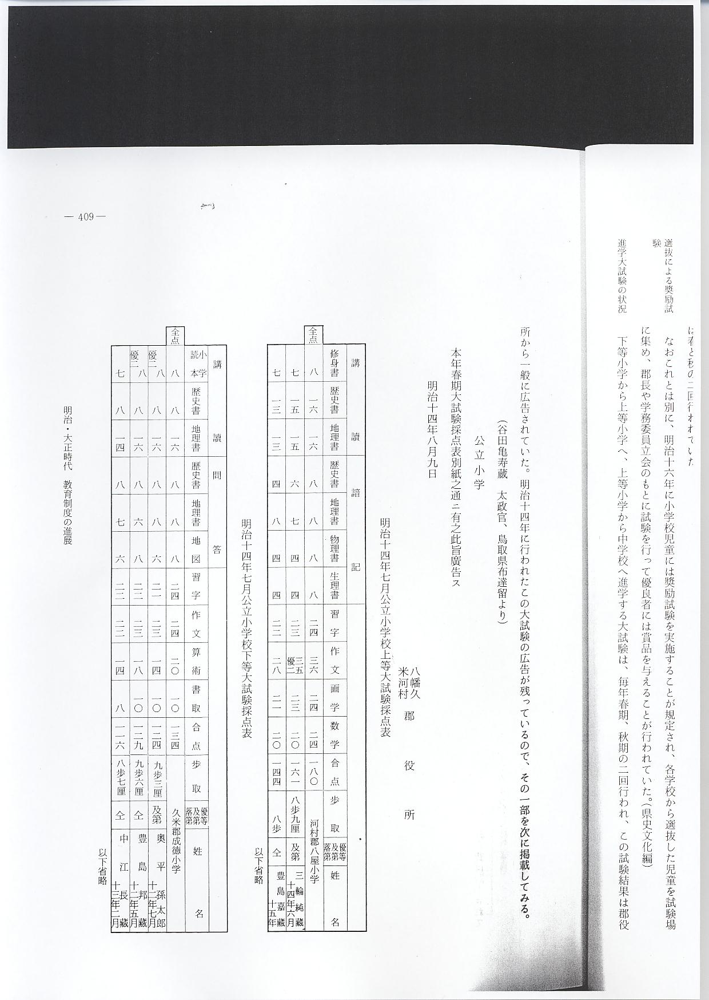 は春と秋の二回行われていた
選抜による奨励試
験
なおこれとは別に、明治十六年に小学校児童には奨励試験を実施することが規定され、各学校から選抜した児童を試験場
に集め、郡長や学務委員立会のもとに試験を行って優良者には賞品を与えることが行われていた。(県史文化編)
進学大試験の状況
下等小学から上等小学へ、上等小学から中学校へ進学する大試験は、毎年春期、秋期の二回行われ、この試験結果は郡役
所から一般に広告されていた。明治十四年に行われたこの大試験の広告が残っているので、その一部を次に掲載してみる。
(谷田亀寿蔵 太政官、鳥取県布達留より)
公立小学
本年春期大試験採点表別紙之通ニ有之此旨廣告ス
明治十四年八月九日
八幡久
米河村 郡役所
明治十四年七月公立小学校上等大試験採点表
講讀 諳記
修身書 歴史書 地理書 歴史書 地理書 物理書 生理書 習字 作文 画学 数学 合点 歩取 優等及第落第 姓名
全点 八 一六 一六 八 八 八 八 二四 三六 二四 二四 一八〇 河村郡八屋小学
七 一五 一五 六 七 四 四 二三 三五優二 二三 二〇 一六一 八歩九厘 及第 三輪純藏 十四年六月
七 一三 一三 四 八 四 四 二二 二八 二一 二〇 一四四 八歩 仝 豊島嘉藏 十五年
以下省略
明治十四年七月公立小学校下等大試験採点表
講讀 問答
小学読本 歴史書 地理書 歴史書 地理書 地図 習字 作文 算術 書取 合点 歩取 優等及第落第 姓名
全点 八 八 一六 八 八 八 二四 二四 二〇 一〇 一三四 久米郡成徳小学
優二八 八 一六 八 八 六 二一 二三 一四 一〇 一二四 九歩三厘 及第 奥平孫太郎 十二年七月
優二八 八 一六 八 六 八 二二 二三 一八 一〇 一二九 九歩六厘 仝 豊島邦藏 十二年五月
七 八 一四 八 七 六 二二 二二 一四 八 一一六 八歩七厘 仝 中江長藏 十三年二月
以下省略
明治・大正時代 教育制度の進展
― 409 ―